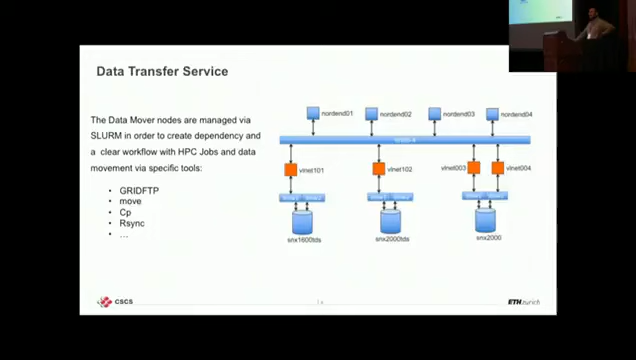 Data Transfer Service
The Data Mover nodes are managed via
SLURM in order to create dependency and
a clear workflow with HPC Jobs and data
movement via specific tools:
• GRIDFTP
• move
• Cp
• Rsync
• ...
nordend01
nordend02
nordend03
nordend04
vlnet101
vlnet102
vlnet003
vlnet004
snx1600tds
snx2000tds
snx2000
CSCS
ETH zürich